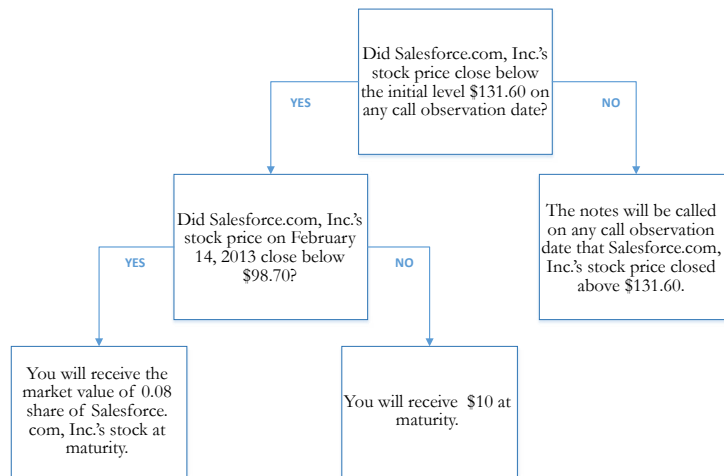 Did Salesforce.com, Inc.'s
stock price close below
the initial level $131.60 on
any call observation date?
YES
NO
Did Salesforce.com, Inc.'s
stock price on February
14, 2013 close below
$98.70?
The notes will be called
on any call observation
date that Salesforce.com,
Inc.'s stock price closed
above $131.60.
YES
NO
You will receive the
market value of 0.08
share of Salesforce.
com, Inc.'s stock at
maturity.
You will receive $10 at
maturity.